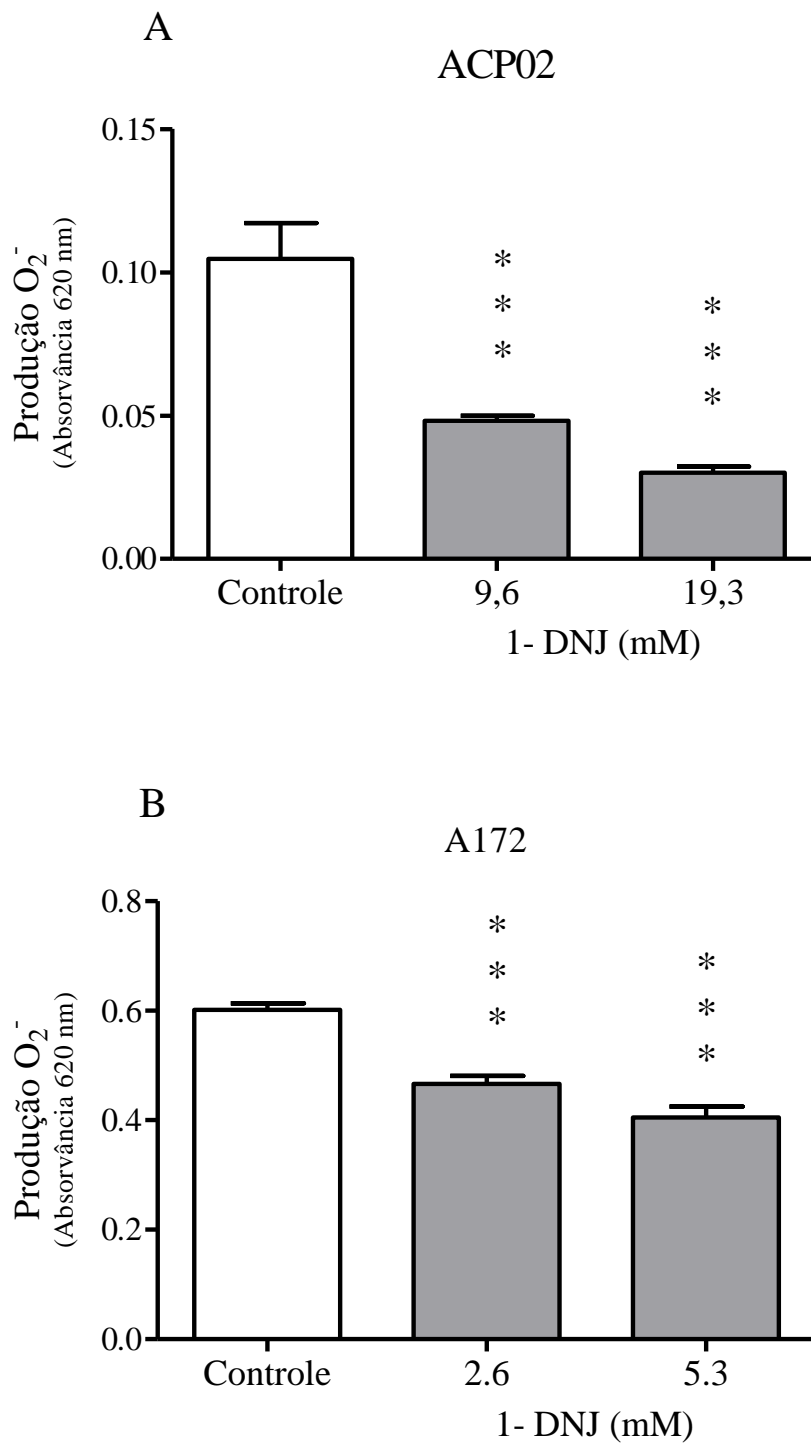 A
ACP02
Produção O₂⁻
(Absorvância 620 nm)
0.15
0.10
0.05
0.00
*
*
*
*
*
*
Controle 9,6 19,3
1- DNJ (mM)
B
A172
Produção O₂⁻
(Absorvância 620 nm)
0.8
0.6
0.4
0.2
0.0
*
*
*
*
*
*
Controle 2.6 5.3
1- DNJ (mM)